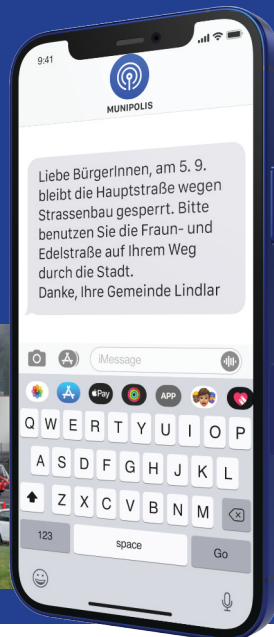 9:41
MUNIPOLIS
Liebe BürgerInnen, am 5. 9.
bleibt die Hauptstraße wegen
Strassenbau gesperrt. Bitte
benutzen Sie die Fraun- und
Edelstraße auf Ihrem Weg
durch die Stadt.
Danke, Ihre Gemeinde Lindlar
iMessage
Pay APP
Q W E R T Y U I O P
A S D F G H J K L
Z X C V B N M
123 space Go